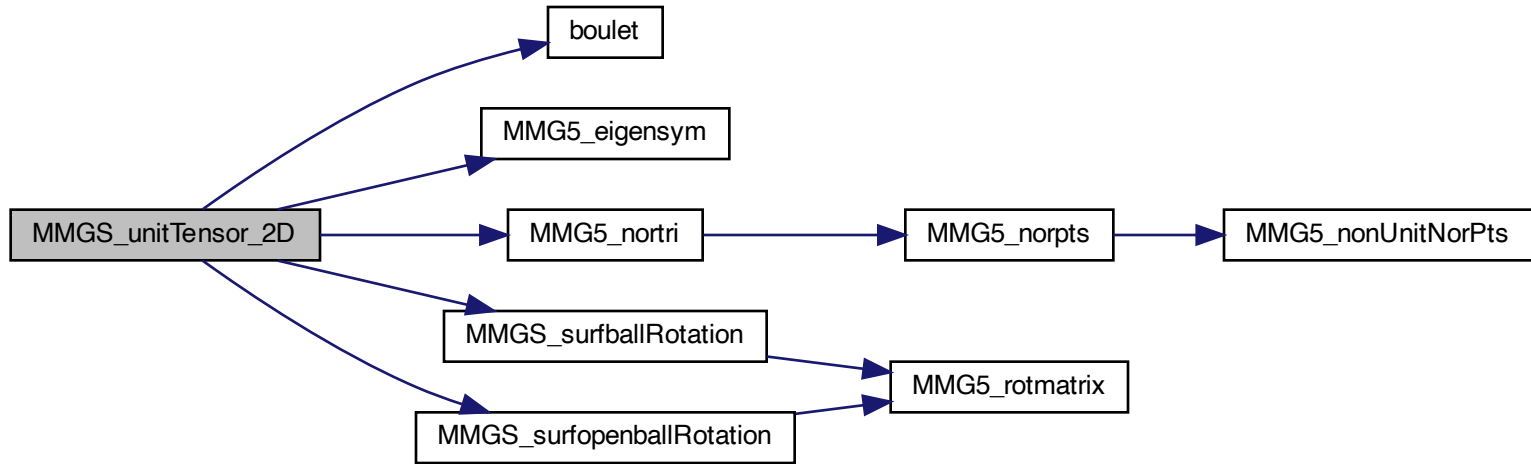 boulet
MMG5_eigensym
MMGS_unitTensor_2D
MMG5_nortri
MMG5_norpts
MMG5_nonUnitNorPts
MMGS_surfballRotation
MMG5_rotmatrix
MMGS_surfopenballRotation